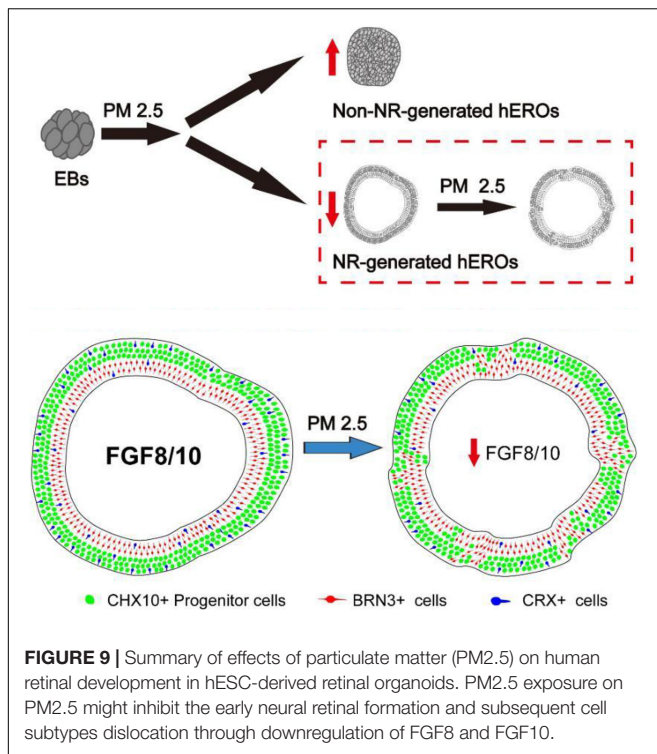 PM 2.5
EBs
Non-NR-generated hEROs
PM 2.5
NR-generated hEROs
FGF8/10
PM 2.5
FGF8/10
CHX10+ Progenitor cells BRN3+ cells CRX+ cells
FIGURE 9 | Summary of effects of particulate matter (PM2.5) on human
retinal development in hESC-derived retinal organoids. PM2.5 exposure on
PM2.5 might inhibit the early neural retinal formation and subsequent cell
subtypes dislocation through downregulation of FGF8 and FGF10.